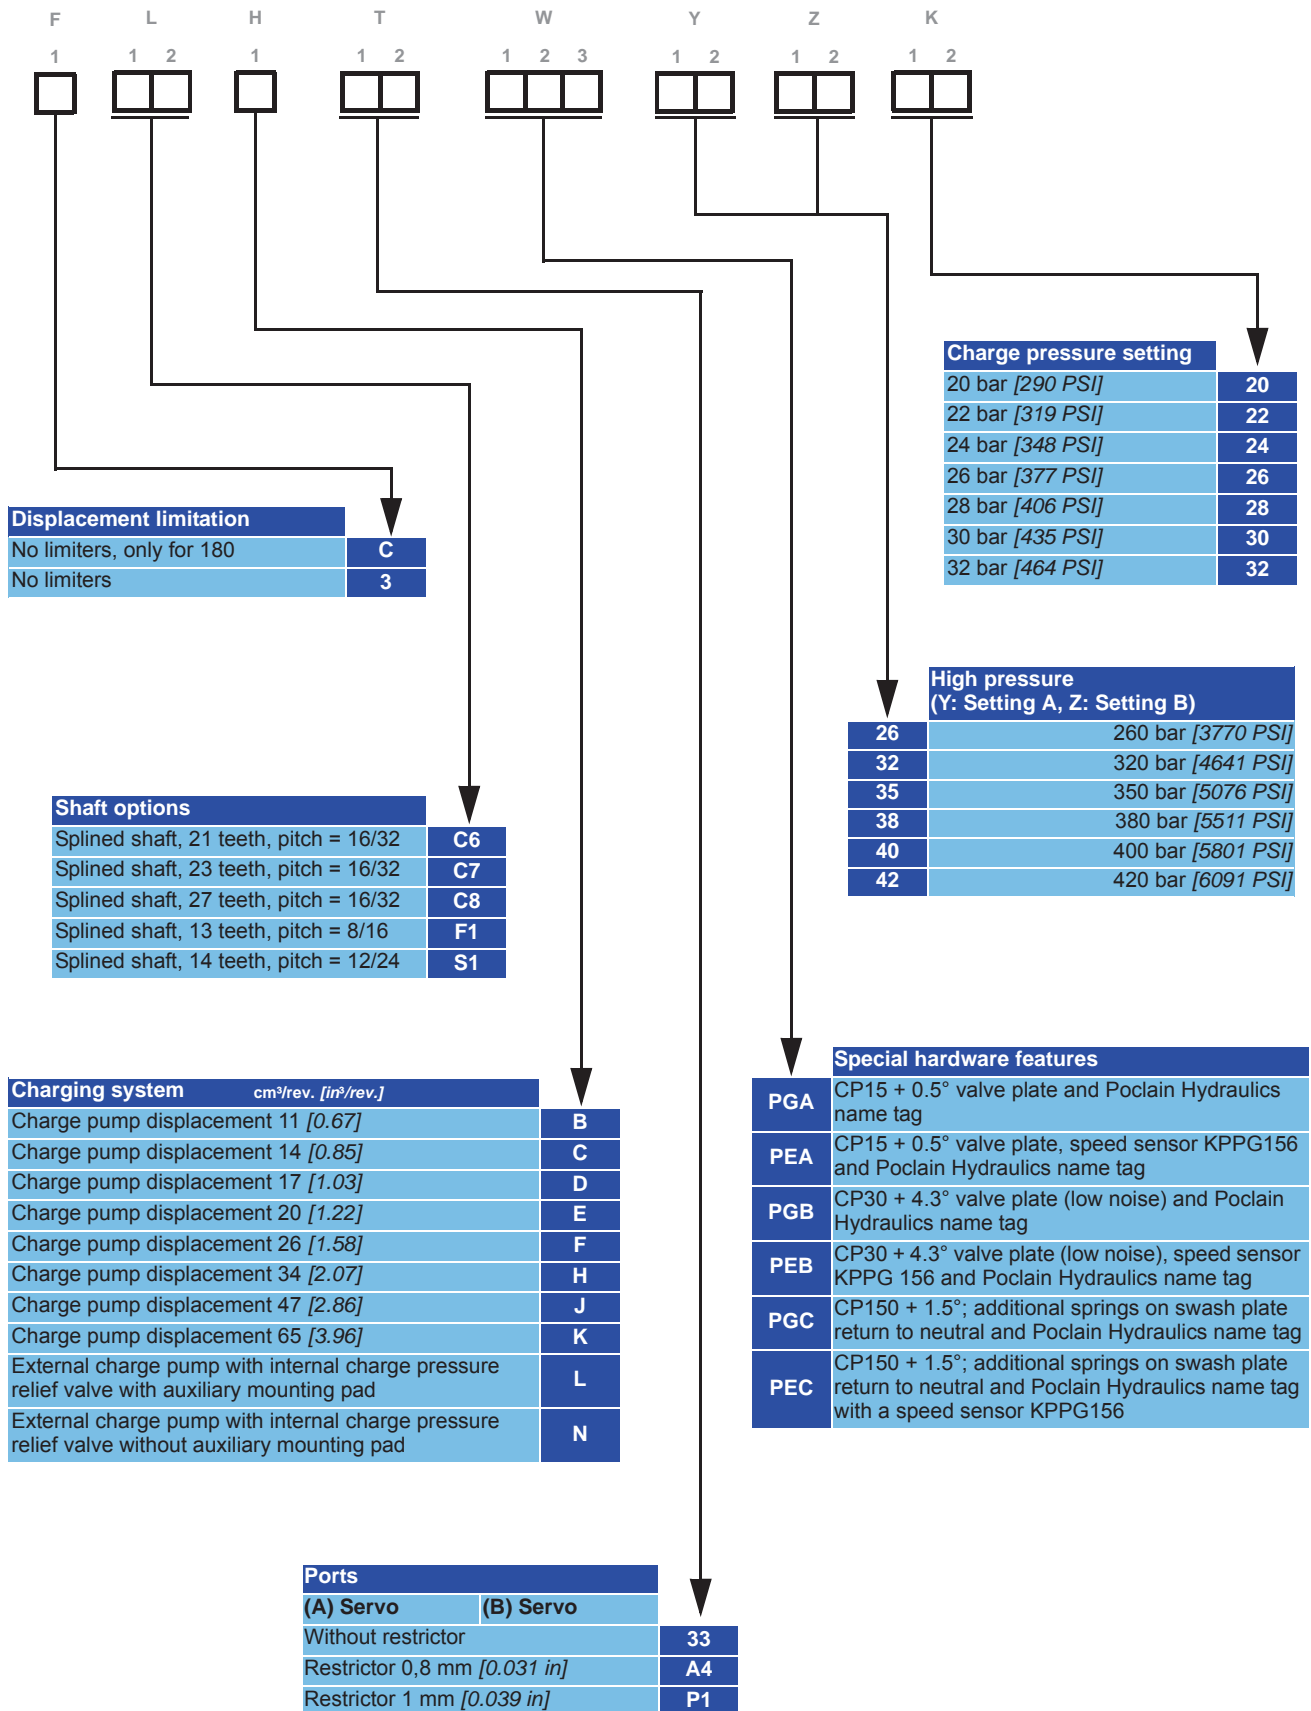 F L H T W Y Z K
1 1 2 1 1 2 1 2 3 1 2 1 2 1 2
Charge pressure setting
20 bar [290 PSI] 20
22 bar [319 PSI] 22
24 bar [348 PSI] 24
26 bar [377 PSI] 26
28 bar [406 PSI] 28
30 bar [435 PSI] 30
32 bar [464 PSI] 32
Displacement limitation
No limiters, only for 180 C
No limiters 3
High pressure
(Y: Setting A, Z: Setting B)
26 260 bar [3770 PSI]
32 320 bar [4641 PSI]
35 350 bar [5076 PSI]
38 380 bar [5511 PSI]
40 400 bar [5801 PSI]
42 420 bar [6091 PSI]
Shaft options
Splined shaft, 21 teeth, pitch = 16/32 C6
Splined shaft, 23 teeth, pitch = 16/32 C7
Splined shaft, 27 teeth, pitch = 16/32 C8
Splined shaft, 13 teeth, pitch = 8/16 F1
Splined shaft, 14 teeth, pitch = 12/24 S1
Special hardware features
PGA CP15 + 0.5° valve plate and Poclain Hydraulics
name tag
PEA CP15 + 0.5° valve plate, speed sensor KPPG156
and Poclain Hydraulics name tag
PGB CP30 + 4.3° valve plate (low noise) and Poclain
Hydraulics name tag
PEB CP30 + 4.3° valve plate (low noise), speed sensor
KPPG 156 and Poclain Hydraulics name tag
PGC CP150 + 1.5°; additional springs on swash plate
return to neutral and Poclain Hydraulics name tag
PEC CP150 + 1.5°; additional springs on swash plate
return to neutral and Poclain Hydraulics name tag
with a speed sensor KPPG156
Charging system cm³/rev. [in³/rev.]
Charge pump displacement 11 [0.67] B
Charge pump displacement 14 [0.85] C
Charge pump displacement 17 [1.03] D
Charge pump displacement 20 [1.22] E
Charge pump displacement 26 [1.58] F
Charge pump displacement 34 [2.07] H
Charge pump displacement 47 [2.86] J
Charge pump displacement 65 [3.96] K
External charge pump with internal charge pressure
relief valve with auxiliary mounting pad L
External charge pump with internal charge pressure
relief valve without auxiliary mounting pad N
Ports
(A) Servo (B) Servo
Without restrictor 33
Restrictor 0,8 mm [0.031 in] A4
Restrictor 1 mm [0.039 in] P1